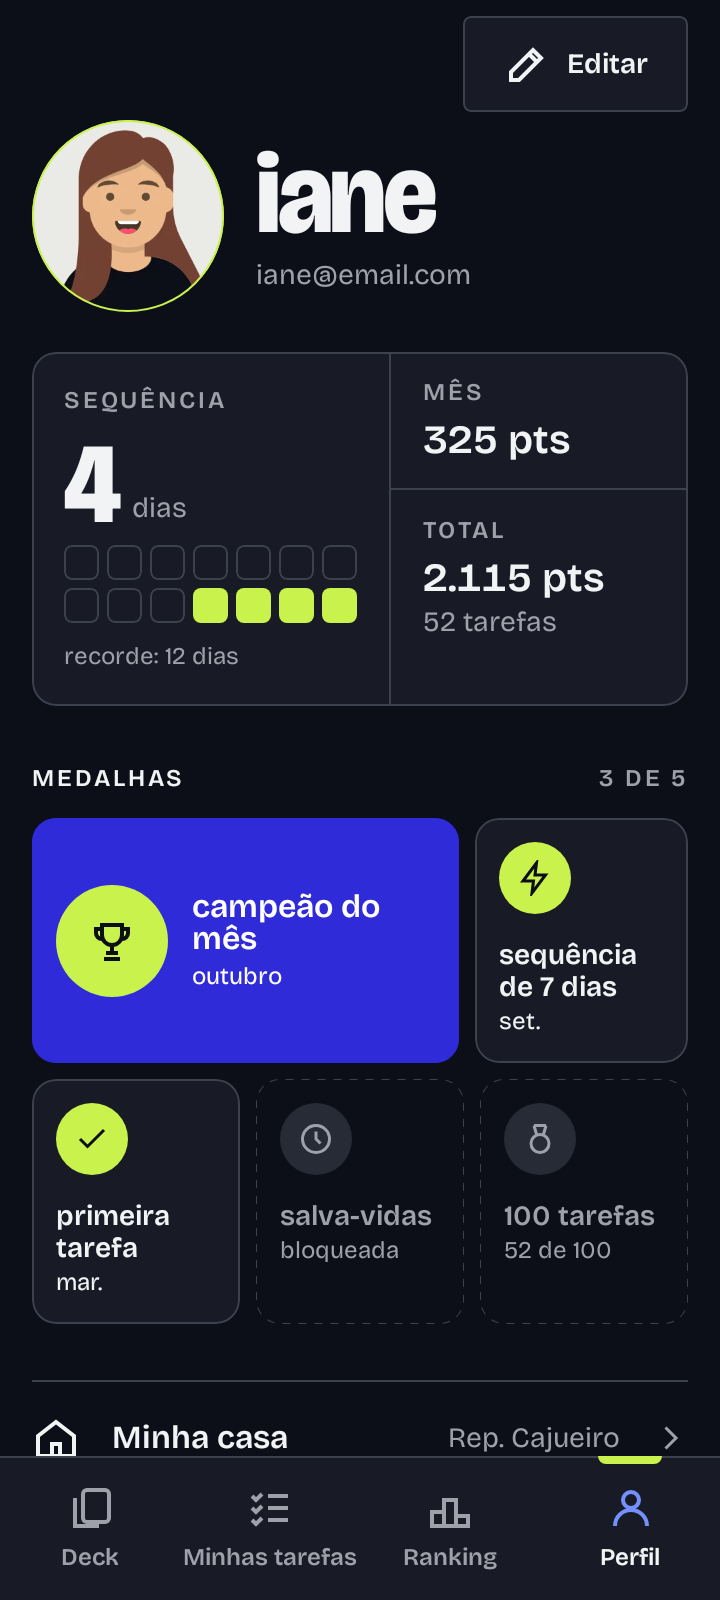 Editar
iane
iane@email.com
SEQUÊNCIA
4 dias
recorde: 12 dias
MÊS
325 pts
TOTAL
2.115 pts
52 tarefas
MEDALHAS
3 DE 5
campeão do
mês
outubro
sequência
de 7 dias
set.
primeira
tarefa
mar.
salva-vidas
bloqueada
100 tarefas
52 de 100
Minha casa
Rep. Cajueiro
Deck
Minhas tarefas
Ranking
Perfil